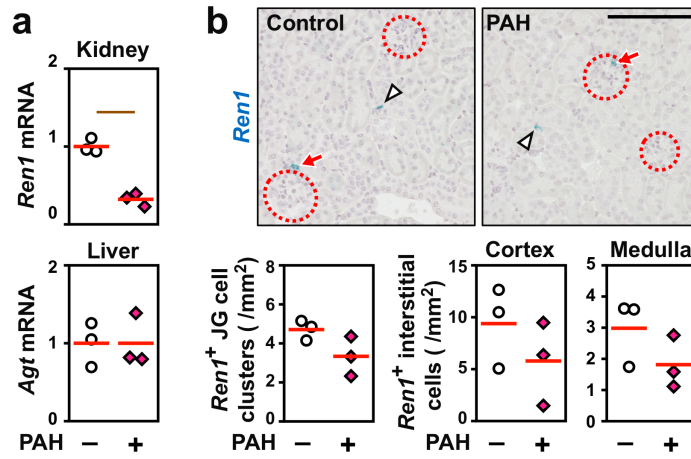 a
Kidney
Ren1 mRNA
2
1
0
Liver
Agt mRNA
2
1
0
PAH − +
b
Control
PAH
Ren1
Ren1+ JG cell
clusters ( /mm2)
8
6
4
2
0
PAH − +
Cortex
Ren1+ interstitial
cells ( /mm2)
15
10
5
0
PAH − +
Medulla
5
4
3
2
1
0
− +